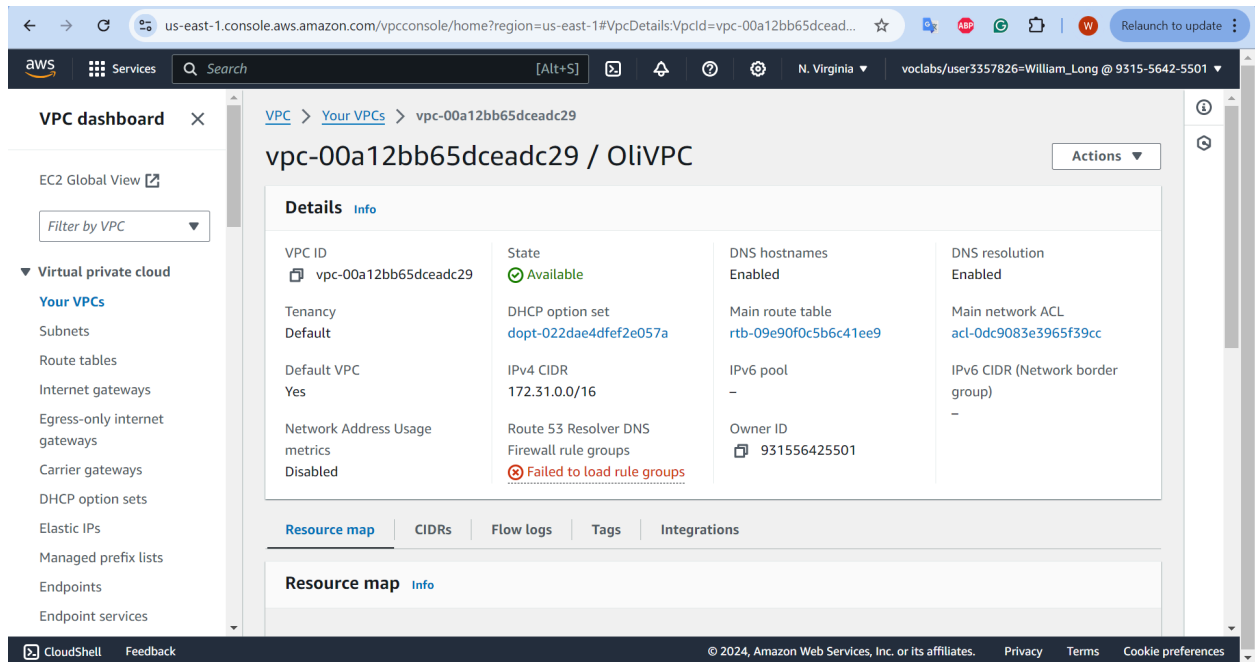 us-east-1.console.aws.amazon.com/vpcconsole/home?region=us-east-1#VpcDetails:VpcId=vpc-00a12bb65dcead...
ABP
G
W
Relaunch to update
aws
Services
Search
[Alt+S]
N. Virginia
voclabs/user3357826=William_Long @ 9315-5642-5501
VPC dashboard
EC2 Global View
Filter by VPC
Virtual private cloud
Your VPCs
Subnets
Route tables
Internet gateways
Egress-only internet
gateways
Carrier gateways
DHCP option sets
Elastic IPs
Managed prefix lists
Endpoints
Endpoint services
VPC > Your VPCs > vpc-00a12bb65dceadc29
vpc-00a12bb65dceadc29 / OliVPC
Actions
Details Info
VPC ID
vpc-00a12bb65dceadc29
State
Available
DNS hostnames
Enabled
DNS resolution
Enabled
Tenancy
Default
DHCP option set
dopt-022dae4dfef2e057a
Main route table
rtb-09e90f0c5b6c41ee9
Main network ACL
acl-0dc9083e3965f39cc
Default VPC
Yes
IPv4 CIDR
172.31.0.0/16
IPv6 pool
–
IPv6 CIDR (Network border
group)
–
Network Address Usage
metrics
Disabled
Route 53 Resolver DNS
Firewall rule groups
Failed to load rule groups
Owner ID
931556425501
Resource map
CIDRs
Flow logs
Tags
Integrations
Resource map Info
CloudShell
Feedback
© 2024, Amazon Web Services, Inc. or its affiliates.
Privacy
Terms
Cookie preferences